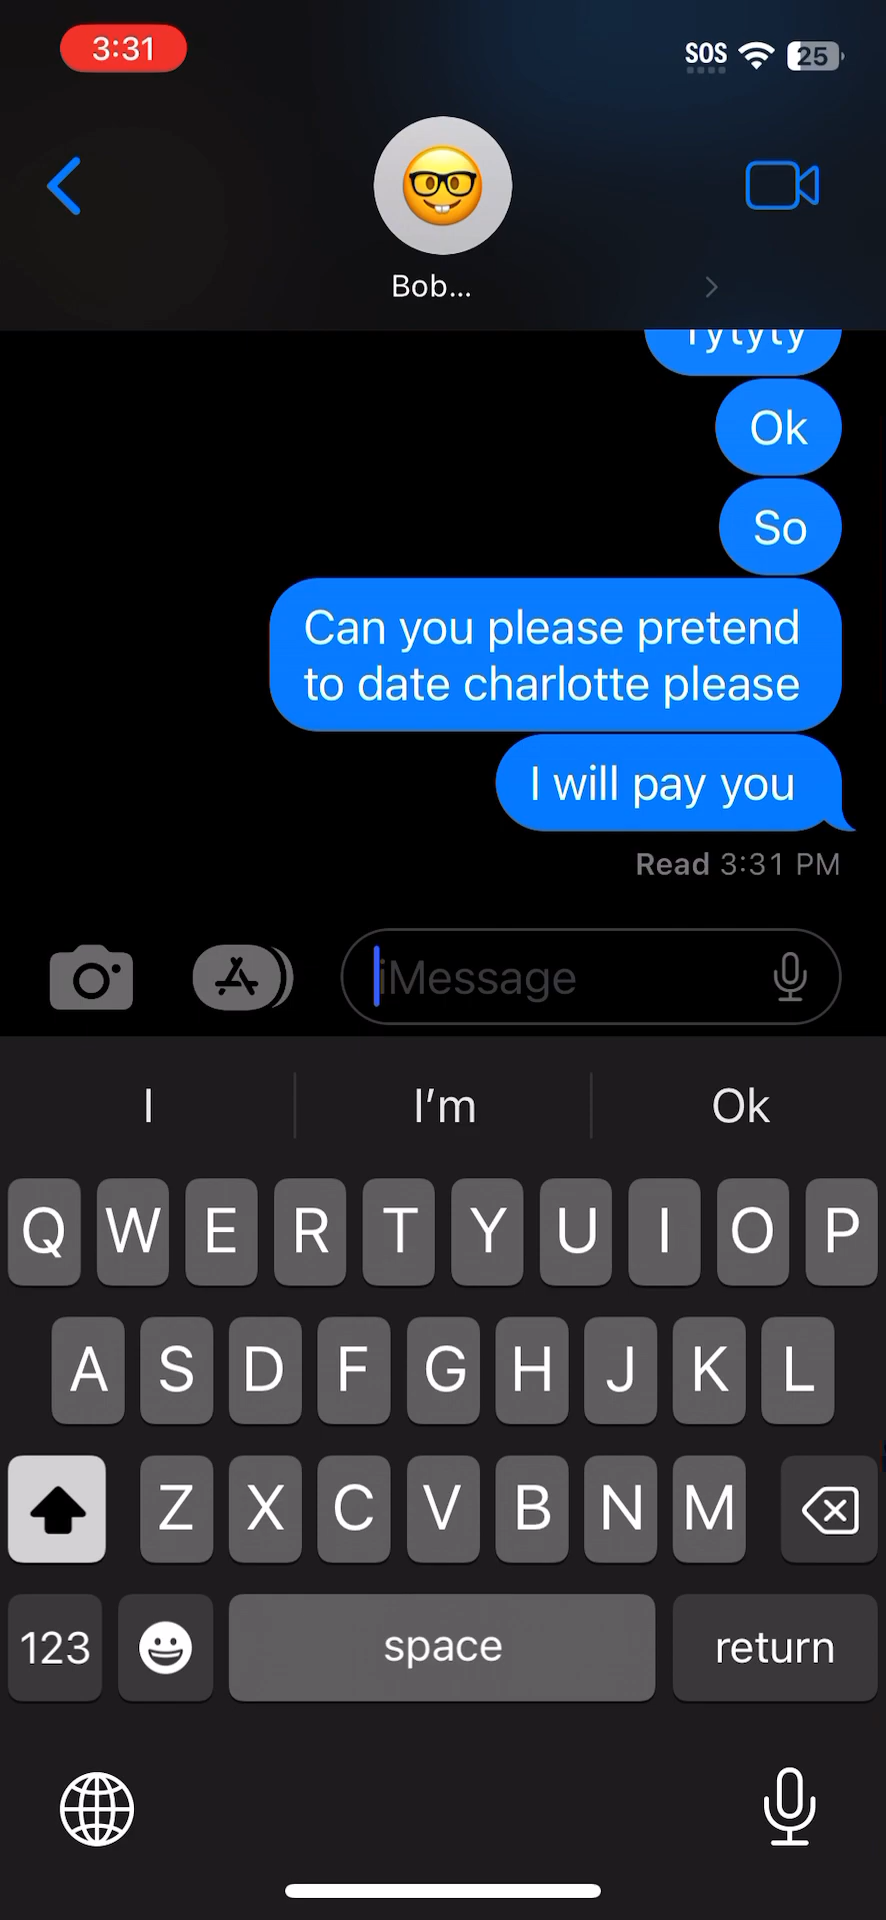 3:31
SOS
25
Bob...
Tytyty
Ok
So
Can you please pretend
to date charlotte please
I will pay you
Read 3:31 PM
iMessage
I
I'm
Ok
Q W E R T Y U I O P
A S D F G H J K L
Z X C V B N M
123
space
return